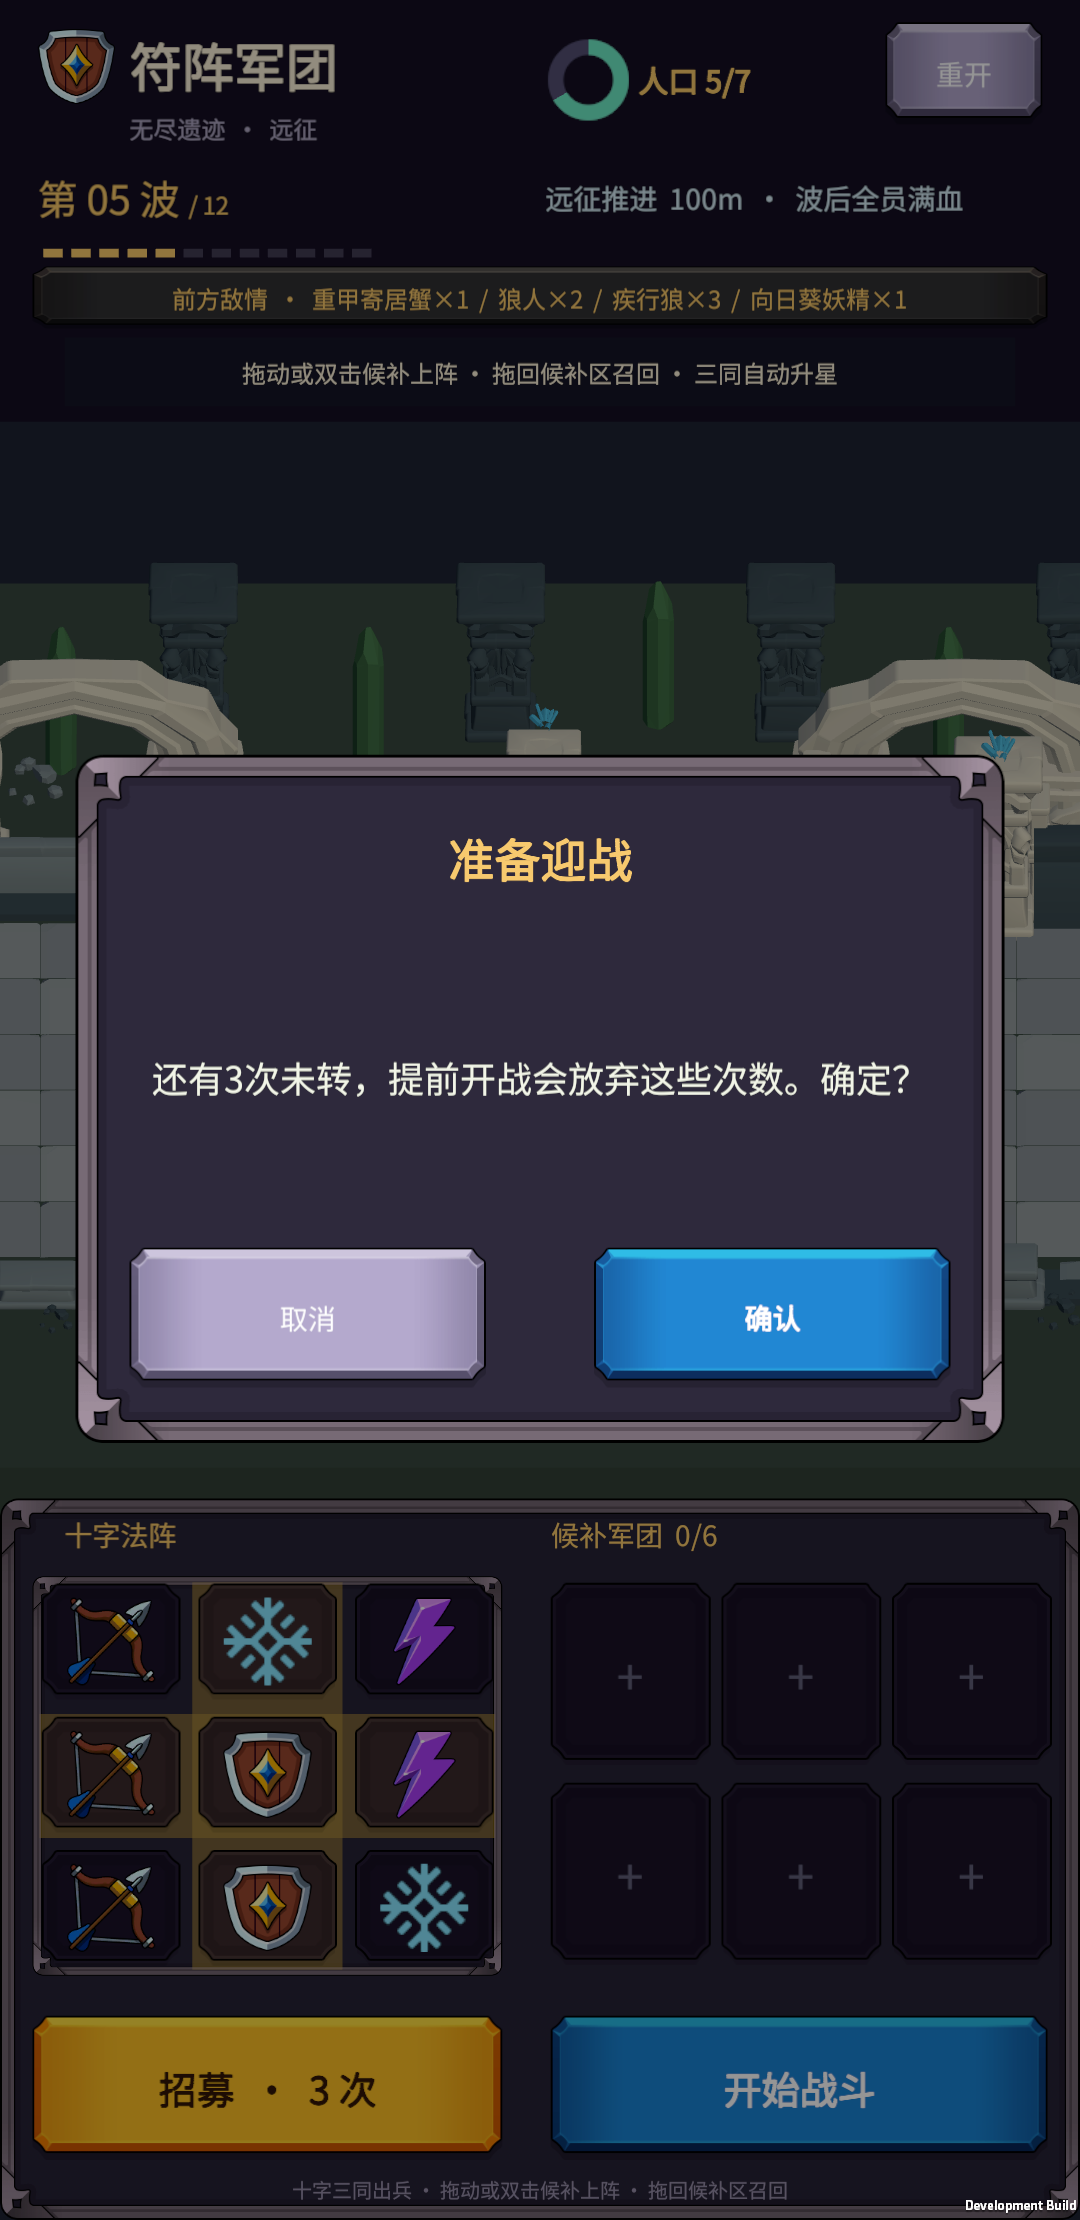 符阵军团
无尽遗迹 · 远征
人口 5/7
重开
第 05 波 / 12
远征推进 100m · 波后全员满血
前方敌情 · 重甲寄居蟹×1 / 狼人×2 / 疾行狼×3 / 向日葵妖精×1
拖动或双击候补上阵 · 拖回候补区召回 · 三同自动升星
准备迎战
还有3次未转，提前开战会放弃这些次数。确定？
取消
确认
十字法阵
候补军团 0/6
+ + +
+ + +
招募 · 3 次
开始战斗
十字三同出兵 · 拖动或双击候补上阵 · 拖回候补区召回
Development Build